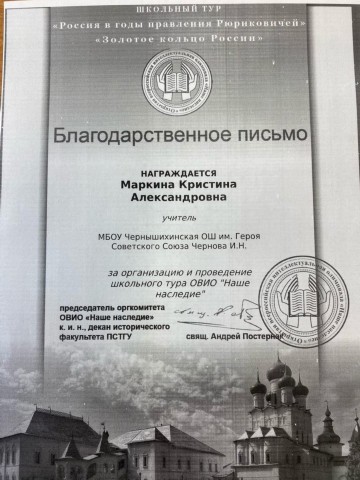 ШКОЛЬНЫЙ ТУР
«Россия в годы правления Рюриковичей»
«Золотое кольцо России»
Благодарственное письмо
НАГРАЖДАЕТСЯ
Маркина Кристина
Александровна
учитель
МБОУ Чернышихинская ОШ им. Героя
Советского Союза Чернова И.Н.
за организацию и проведение
школьного тура ОВИО "Наше
наследие"
председатель оргкомитета
ОВИО «Наше наследие»
к. и. н., декан исторического
факультета ПСТГУ
свящ. Андрей Постернак